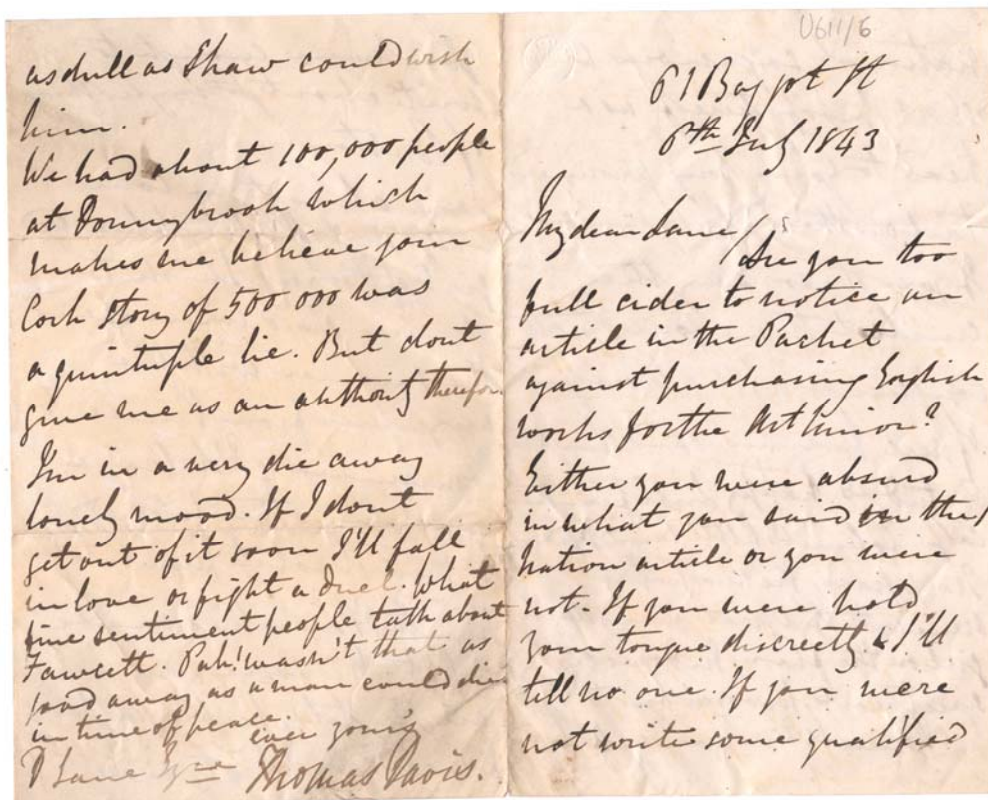 0611/6
61 Baggot St
6th July 1843
My dear Lane/
Are you too
full cider to notice an
article in the Packet
against purchasing English
works for the Art Union?
Either you were absurd
in what you said in the
Nation article or you were
not. If you were hold
your tongue discreetly & I'll
tell no one. If you were
not write some qualified
as dull as Shaw could wish
him.
We had about 100,000 people
at Donnybrook which
makes me believe your
Cork story of 500 000 was
a quintuple lie. But dont
give me as an authority therefor.
I'm in a very die away
lonely mood. If I dont
get out of it soon I'll fall
in love or fight a duel. What
fine sentiment people talk about
Fawcett. Pah! wasn't that as
good a way as a man could die
in time of peace.
ever yours
D Lane Esqre Thomas Davis.